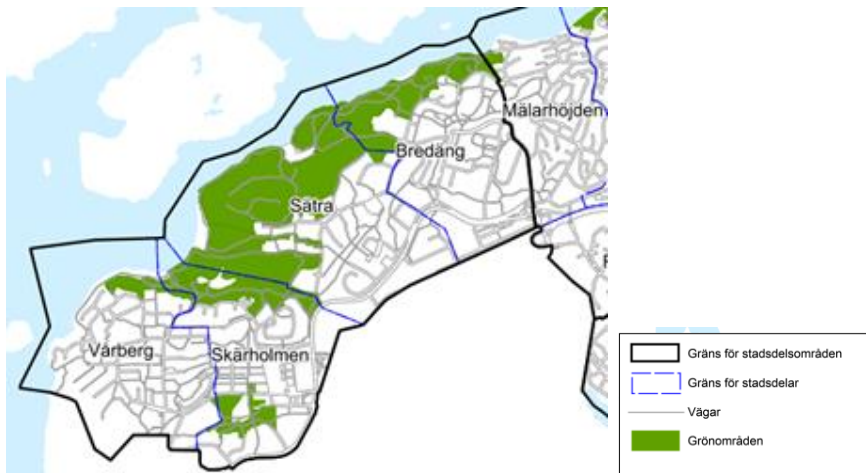 Mälarhöjden
Bredäng
Sätra
Vårberg
Skärholmen
Gräns för stadsdelsområden
Gräns för stadsdelar
Vägar
Grönområden